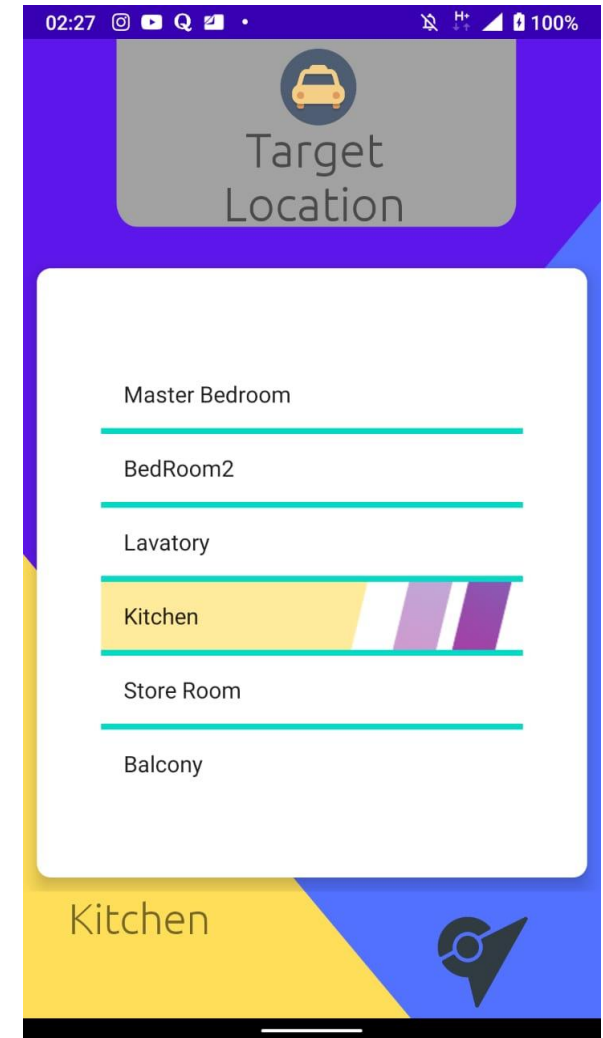 02:27 Q H+ 100%
Target
Location
Master Bedroom
BedRoom2
Lavatory
Kitchen
Store Room
Balcony
Kitchen